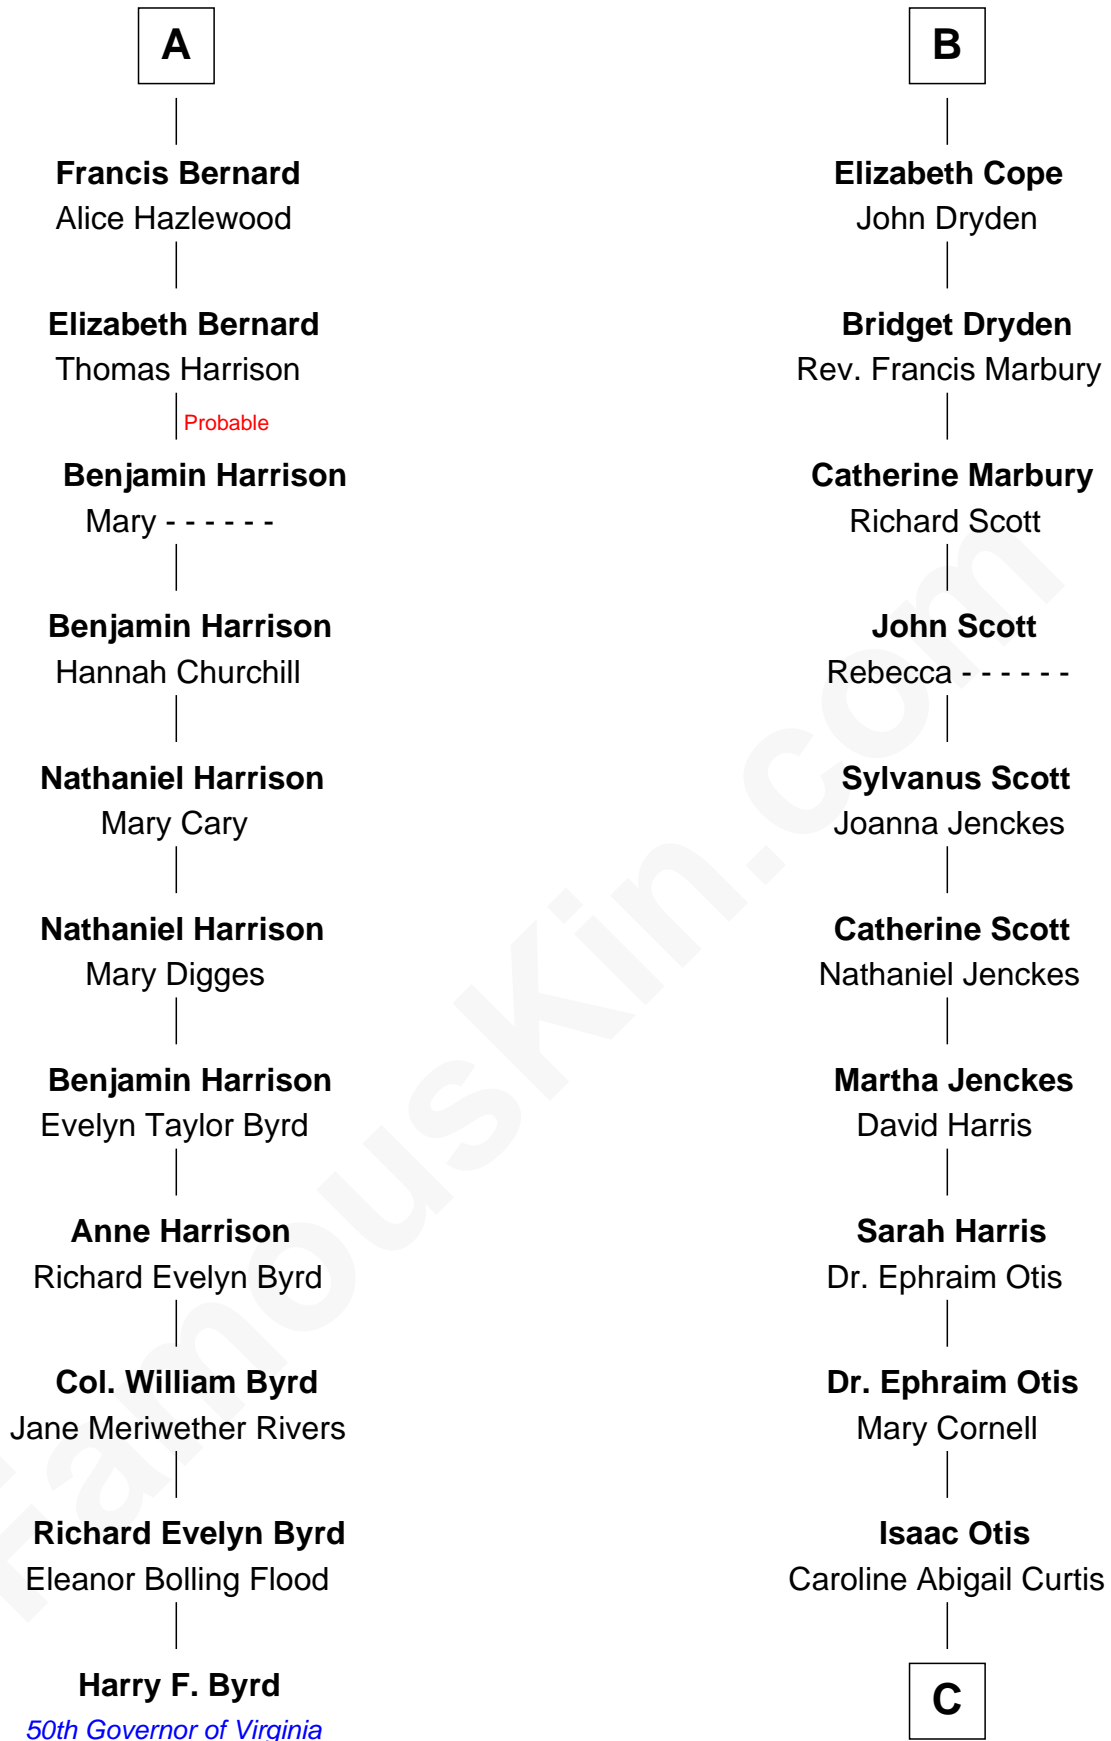 A
Francis Bernard
Alice Hazlewood
Elizabeth Bernard
Thomas Harrison
Probable
Benjamin Harrison
Mary - - - - - -
Benjamin Harrison
Hannah Churchill
Nathaniel Harrison
Mary Cary
Nathaniel Harrison
Mary Digges
Benjamin Harrison
Evelyn Taylor Byrd
Anne Harrison
Richard Evelyn Byrd
Col. William Byrd
Jane Meriwether Rivers
Richard Evelyn Byrd
Eleanor Bolling Flood
Harry F. Byrd
50th Governor of Virginia
B
Elizabeth Cope
John Dryden
Bridget Dryden
Rev. Francis Marbury
Catherine Marbury
Richard Scott
John Scott
Rebecca - - - - - -
Sylvanus Scott
Joanna Jenckes
Catherine Scott
Nathaniel Jenckes
Martha Jenckes
David Harris
Sarah Harris
Dr. Ephraim Otis
Dr. Ephraim Otis
Mary Cornell
Isaac Otis
Caroline Abigail Curtis
C
FamousKin.com